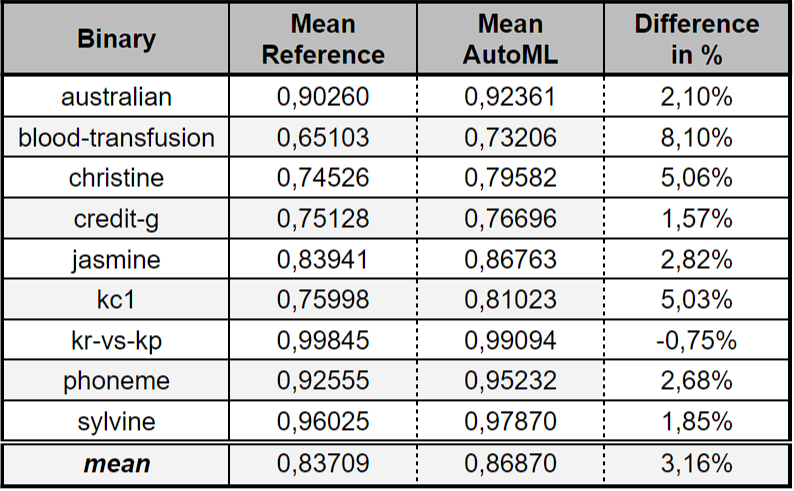 Binary Mean Reference Mean AutoML Difference in %
australian 0,90260 0,92361 2,10%
blood-transfusion 0,65103 0,73206 8,10%
christine 0,74526 0,79582 5,06%
credit-g 0,75128 0,76696 1,57%
jasmine 0,83941 0,86763 2,82%
kc1 0,75998 0,81023 5,03%
kr-vs-kp 0,99845 0,99094 -0,75%
phoneme 0,92555 0,95232 2,68%
sylvine 0,96025 0,97870 1,85%
mean 0,83709 0,86870 3,16%